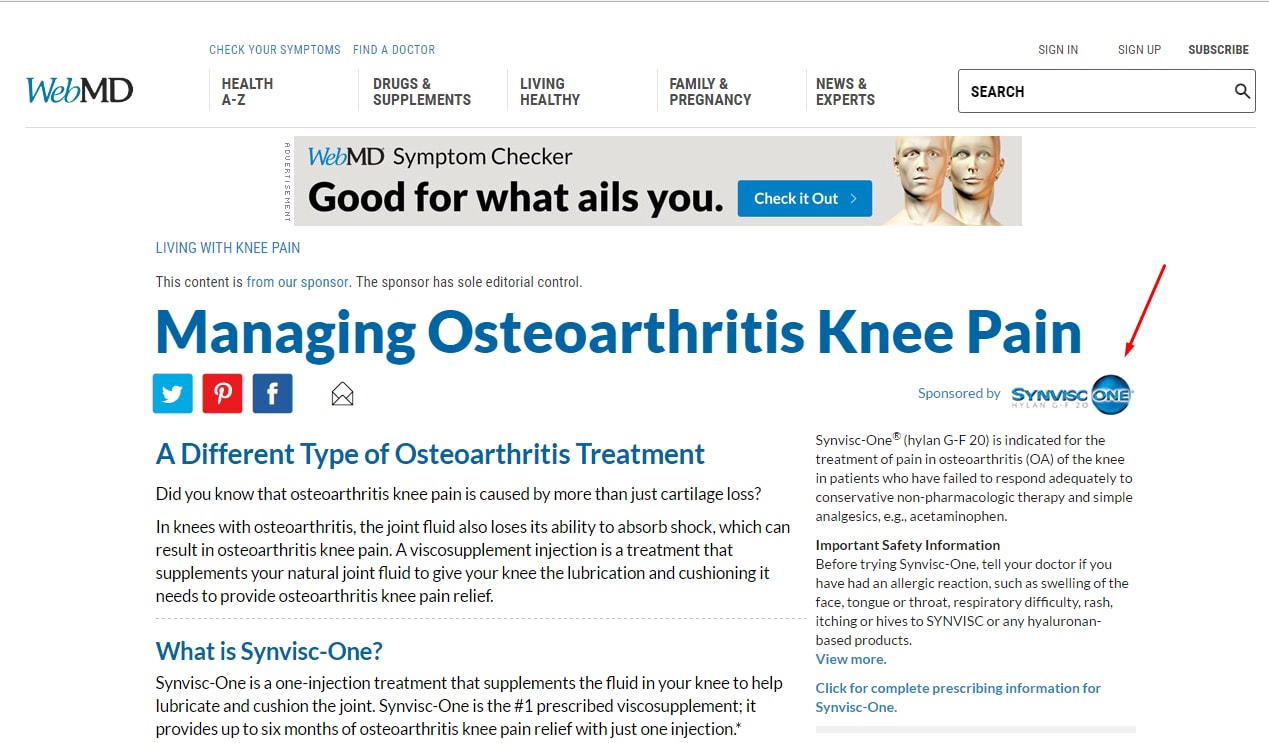 CHECK YOUR SYMPTOMS FIND A DOCTOR
SIGN IN SIGN UP SUBSCRIBE
WebMD
HEALTH
A-Z
DRUGS &
SUPPLEMENTS
LIVING
HEALTHY
FAMILY &
PREGNANCY
NEWS &
EXPERTS
SEARCH
ADVERTISEMENT
WebMD Symptom Checker
Good for what ails you.
Check it Out >
LIVING WITH KNEE PAIN
This content is from our sponsor. The sponsor has sole editorial control.
Managing Osteoarthritis Knee Pain
Sponsored by
SYNVISC ONE
HYLAN G-F 20
A Different Type of Osteoarthritis Treatment
Did you know that osteoarthritis knee pain is caused by more than just cartilage loss?
In knees with osteoarthritis, the joint fluid also loses its ability to absorb shock, which can
result in osteoarthritis knee pain. A viscosupplement injection is a treatment that
supplements your natural joint fluid to give your knee the lubrication and cushioning it
needs to provide osteoarthritis knee pain relief.
What is Synvisc-One?
Synvisc-One is a one-injection treatment that supplements the fluid in your knee to help
lubricate and cushion the joint. Synvisc-One is the #1 prescribed viscosupplement; it
provides up to six months of osteoarthritis knee pain relief with just one injection.*
Synvisc-One® (hylan G-F 20) is indicated for the
treatment of pain in osteoarthritis (OA) of the knee
in patients who have failed to respond adequately to
conservative non-pharmacologic therapy and simple
analgesics, e.g., acetaminophen.
Important Safety Information
Before trying Synvisc-One, tell your doctor if you
have had an allergic reaction, such as swelling of the
face, tongue or throat, respiratory difficulty, rash,
itching or hives to SYNVISC or any hyaluronan-
based products.
View more.
Click for complete prescribing information for
Synvisc-One.